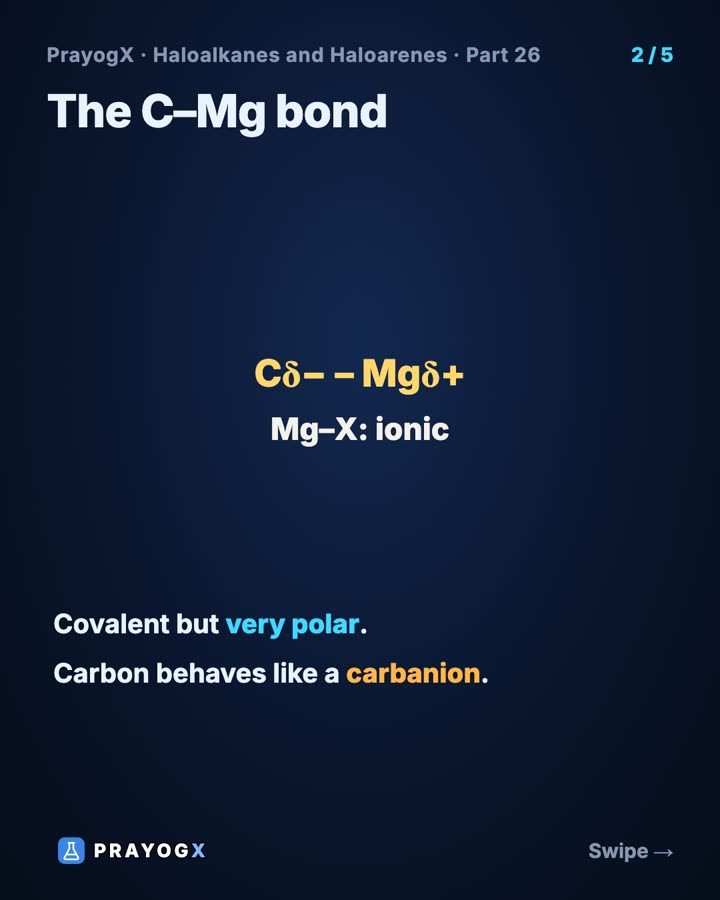 PrayogX · Haloalkanes and Haloarenes · Part 26
2 / 5
The C–Mg bond
Cδ− – Mgδ+
Mg–X: ionic
Covalent but very polar.
Carbon behaves like a carbanion.
PRAYOGX
Swipe →